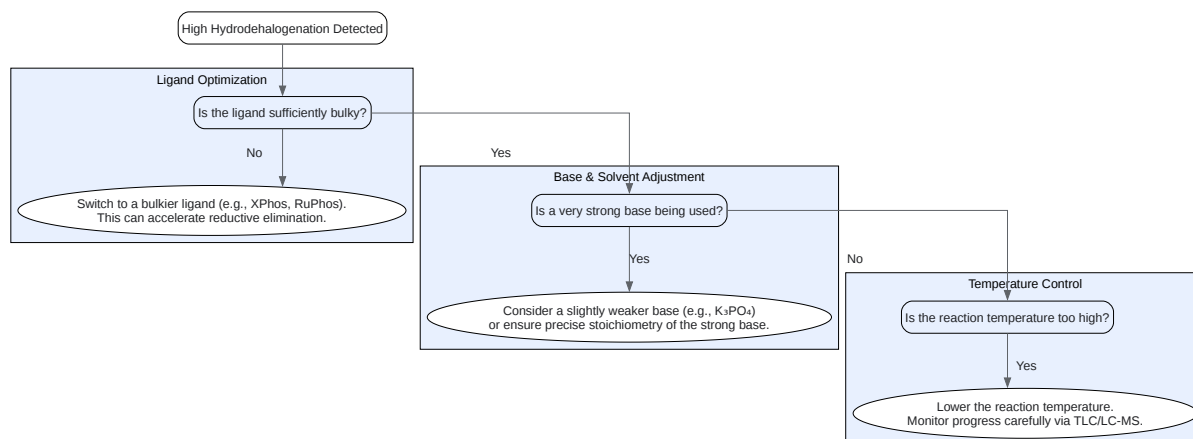 High Hydrodehalogenation Detected
Ligand Optimization
Is the ligand sufficiently bulky?
No
Yes
Switch to a bulkier ligand (e.g., XPhos, RuPhos).
This can accelerate reductive elimination.
Base & Solvent Adjustment
Is a very strong base being used?
Yes
No
Consider a slightly weaker base (e.g., K₃PO₄)
or ensure precise stoichiometry of the strong base.
Temperature Control
Is the reaction temperature too high?
Yes
Lower the reaction temperature.
Monitor progress carefully via TLC/LC-MS.